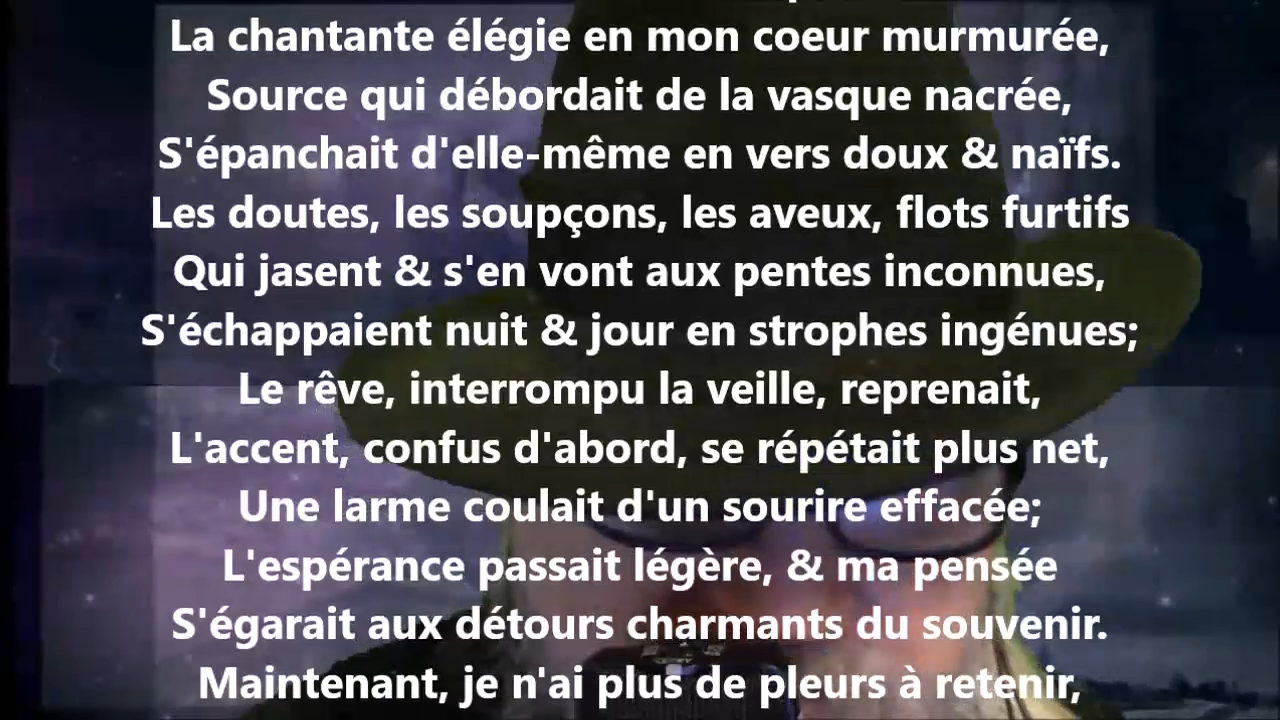 La chantante élégie en mon coeur murmurée,
Source qui débordait de la vasque nacrée,
S'épanchait d'elle-même en vers doux & naïfs.
Les doutes, les soupçons, les aveux, flots furtifs
Qui jasent & s'en vont aux pentes inconnues,
S'échappaient nuit & jour en strophes ingénues;
Le rêve, interrompu la veille, reprenait,
L'accent, confus d'abord, se répétait plus net,
Une larme coulait d'un sourire effacée;
L'espérance passait légère, & ma pensée
S'égarait aux détours charmants du souvenir.
Maintenant, je n'ai plus de pleurs à retenir,